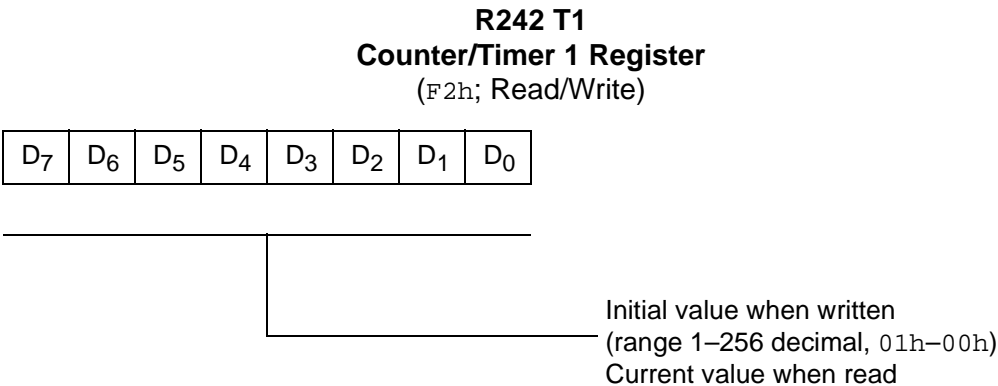 R242 T1
Counter/Timer 1 Register
(F2h; Read/Write)
D7 D6 D5 D4 D3 D2 D1 D0
Initial value when written
(range 1–256 decimal, 01h–00h)
Current value when read